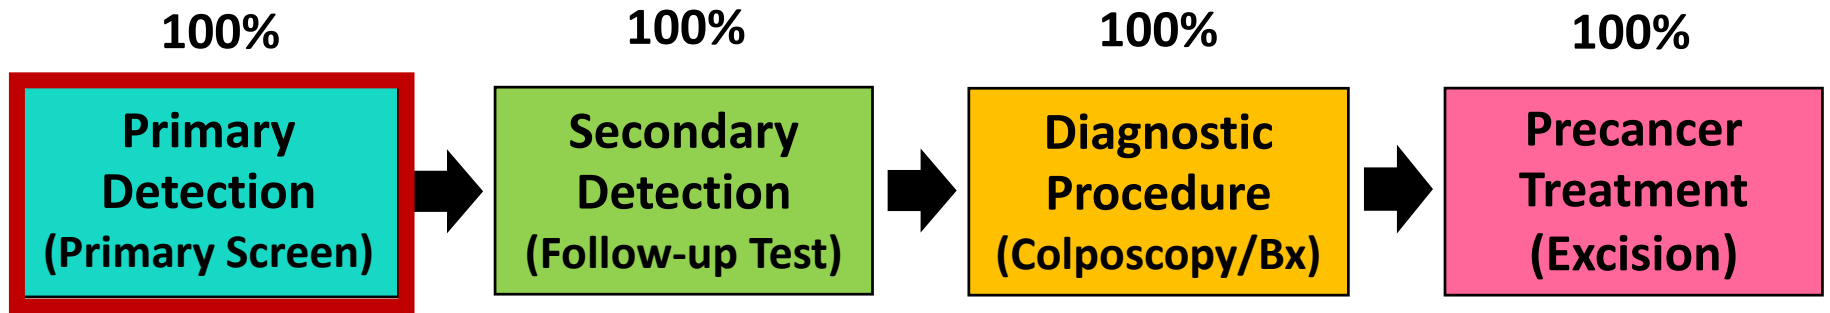 100%
100%
100%
100%
Primary
Detection
(Primary Screen)
Secondary
Detection
(Follow-up Test)
Diagnostic
Procedure
(Colposcopy/Bx)
Precancer
Treatment
(Excision)